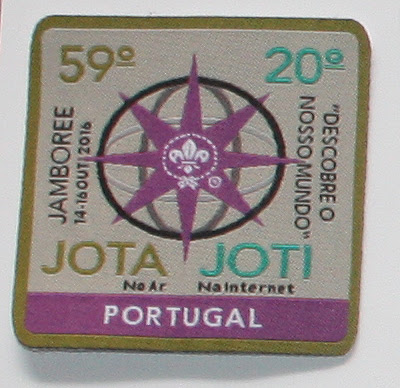 59º
20º
JAMBOREE
14-16 OUT/2016
"DESCOBRE O
NOSSO MUNDO"
JOTA
JOTI
No Ar
Na Internet
PORTUGAL